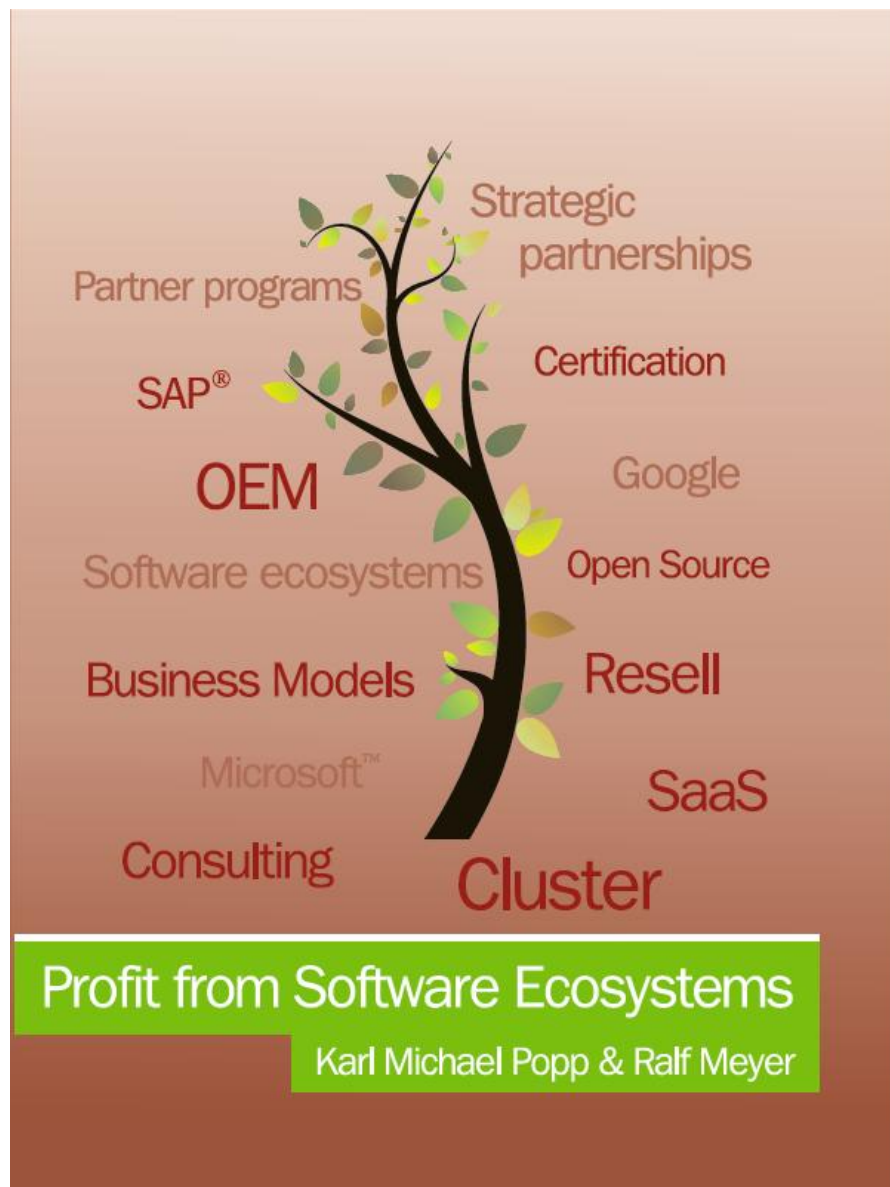 Strategic
partnerships
Partner programs
Certification
SAP®
Google
OEM
Software ecosystems
Open Source
Business Models
Resell
Microsoft™
SaaS
Consulting
Cluster
Profit from Software Ecosystems
Karl Michael Popp & Ralf Meyer